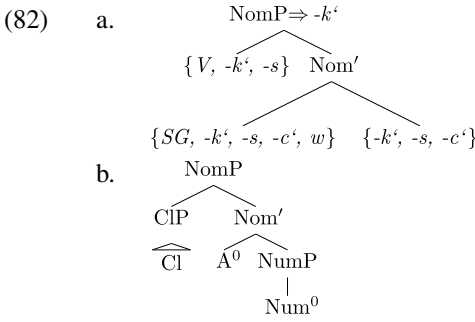 (82) a. NomP⇒ -k‘
{V, -k‘, -s} Nom′
{SG, -k‘, -s, -c‘, w} {-k‘, -s, -c‘}
b. NomP
ClP Nom′
Cl A⁰ NumP
Num⁰